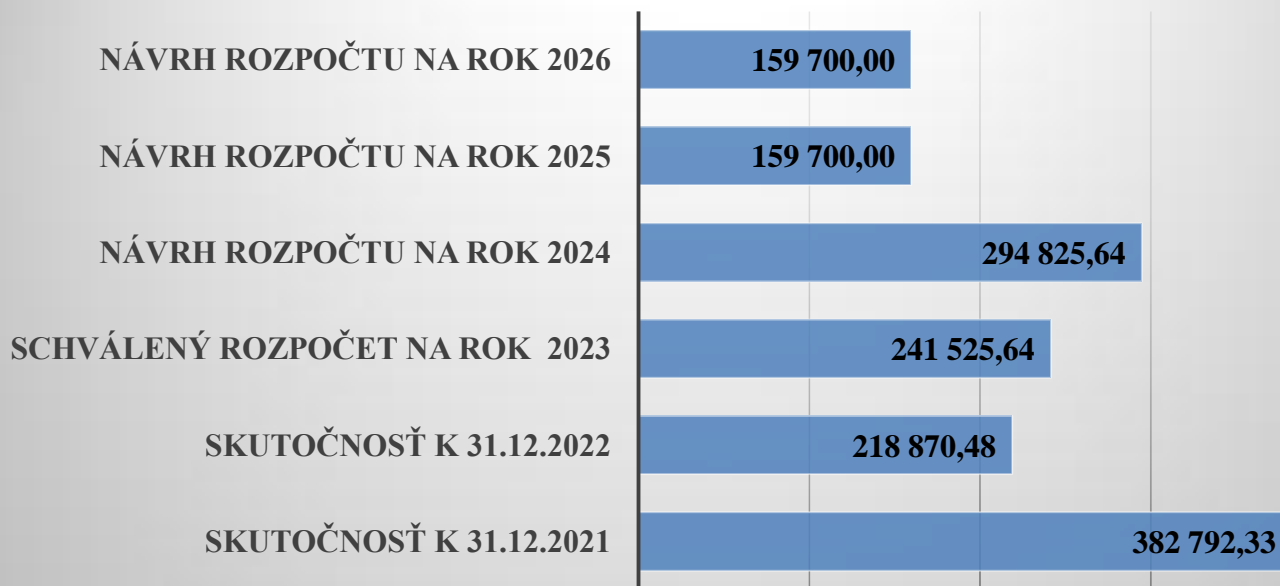 NÁVRH ROZPOČTU NA ROK 2026 159 700,00
NÁVRH ROZPOČTU NA ROK 2025 159 700,00
NÁVRH ROZPOČTU NA ROK 2024 294 825,64
SCHVÁLENÝ ROZPOČET NA ROK 2023 241 525,64
SKUTOČNOSŤ K 31.12.2022 218 870,48
SKUTOČNOSŤ K 31.12.2021 382 792,33